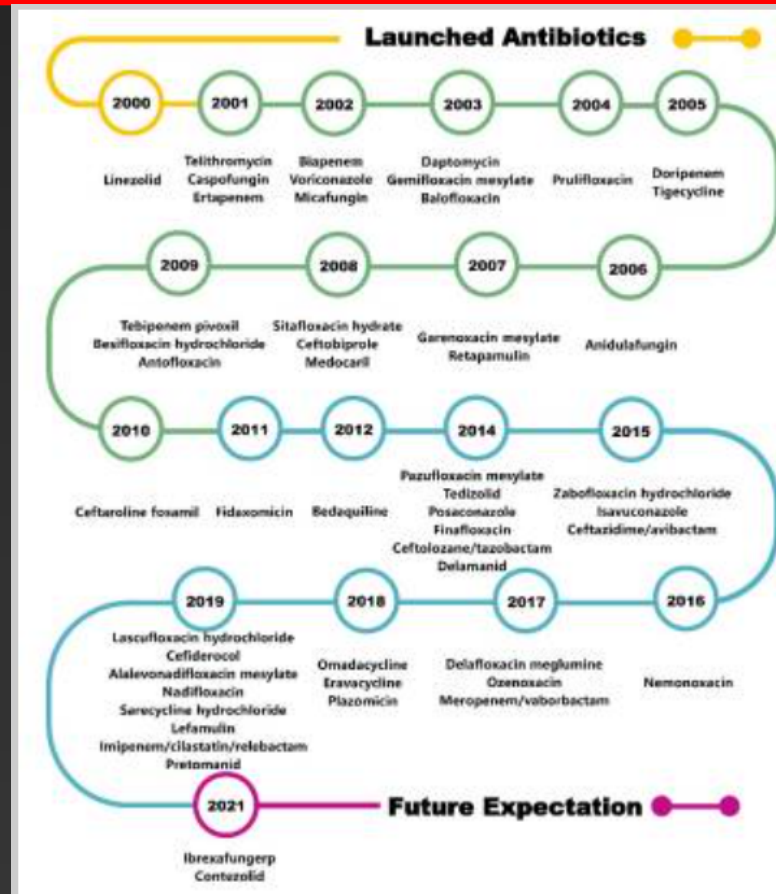 Launched Antibiotics
2000
2001
2002
2003
2004
2005
Linezolid
Telithromycin
Caspofungin
Ertapenem
Biapenem
Voriconazole
Micafungin
Daptomycin
Gemifloxacin mesylate
Balofloxacin
Prulifloxacin
Doripenem
Tigecycline
2009
2008
2007
2006
Tebipenem pivoxil
Besifloxacin hydrochloride
Antofloxacin
Sitafloxacin hydrate
Ceftobiprole
Medocaril
Garenoxacin mesylate
Retapamulin
Anidulafungin
2010
2011
2012
2014
2015
Ceftaroline fosamil
Fidaxomicin
Bedaquiline
Pazufloxacin mesylate
Tedizolid
Posaconazole
Finafloxacin
Ceftolozane/tazobactam
Delamanid
Zabofloxacin hydrochloride
Isavuconazole
Ceftazidime/avibactam
2019
2018
2017
2016
Lascufloxacin hydrochloride
Cefiderocol
Alalevonadifloxacin mesylate
Nadifloxacin
Sarecycline hydrochloride
Lefamulin
Imipenem/cilastatin/relebactam
Pretomanid
Omadacycline
Eravacycline
Plazomicin
Delafloxacin meglumine
Ozenoxacin
Meropenem/vaborbactam
Nemonoxacin
2021
Future Expectation
Ibrexafungerp
Contezolid